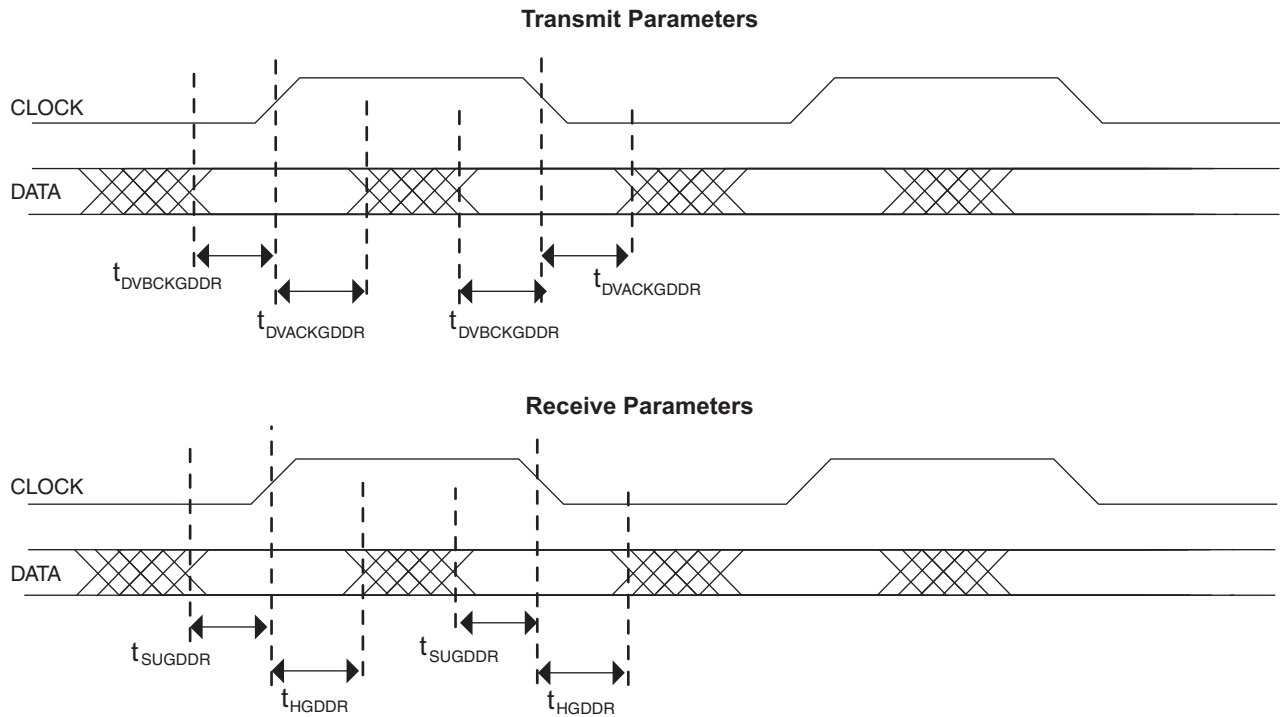 Transmit Parameters
CLOCK
DATA
tDVBCKGDDR
tDVACKGDDR
tDVACKGDDR
tDVBCKGDDR
Receive Parameters
CLOCK
DATA
tSUGDDR
tSUGDDR
tHGDDR
tHGDDR